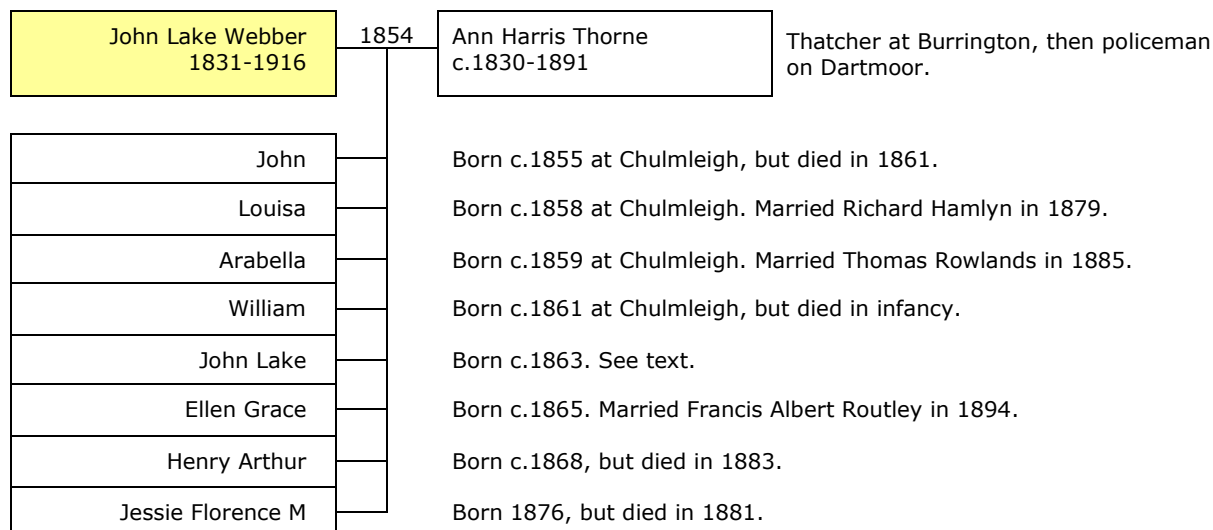 John Lake Webber
1831-1916
1854
Ann Harris Thorne
c.1830-1891
Thatcher at Burrington, then policeman
on Dartmoor.
John
Born c.1855 at Chulmleigh, but died in 1861.
Louisa
Born c.1858 at Chulmleigh. Married Richard Hamlyn in 1879.
Arabella
Born c.1859 at Chulmleigh. Married Thomas Rowlands in 1885.
William
Born c.1861 at Chulmleigh, but died in infancy.
John Lake
Born c.1863. See text.
Ellen Grace
Born c.1865. Married Francis Albert Routley in 1894.
Henry Arthur
Born c.1868, but died in 1883.
Jessie Florence M
Born 1876, but died in 1881.